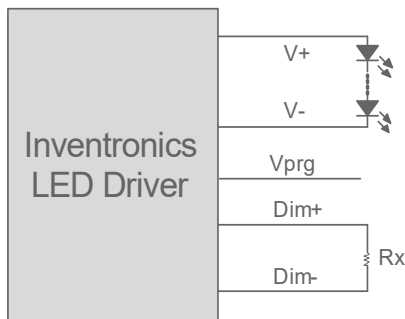 V+
V-
Inventronics
LED Driver
Vprg
Dim+
Rx
Dim-